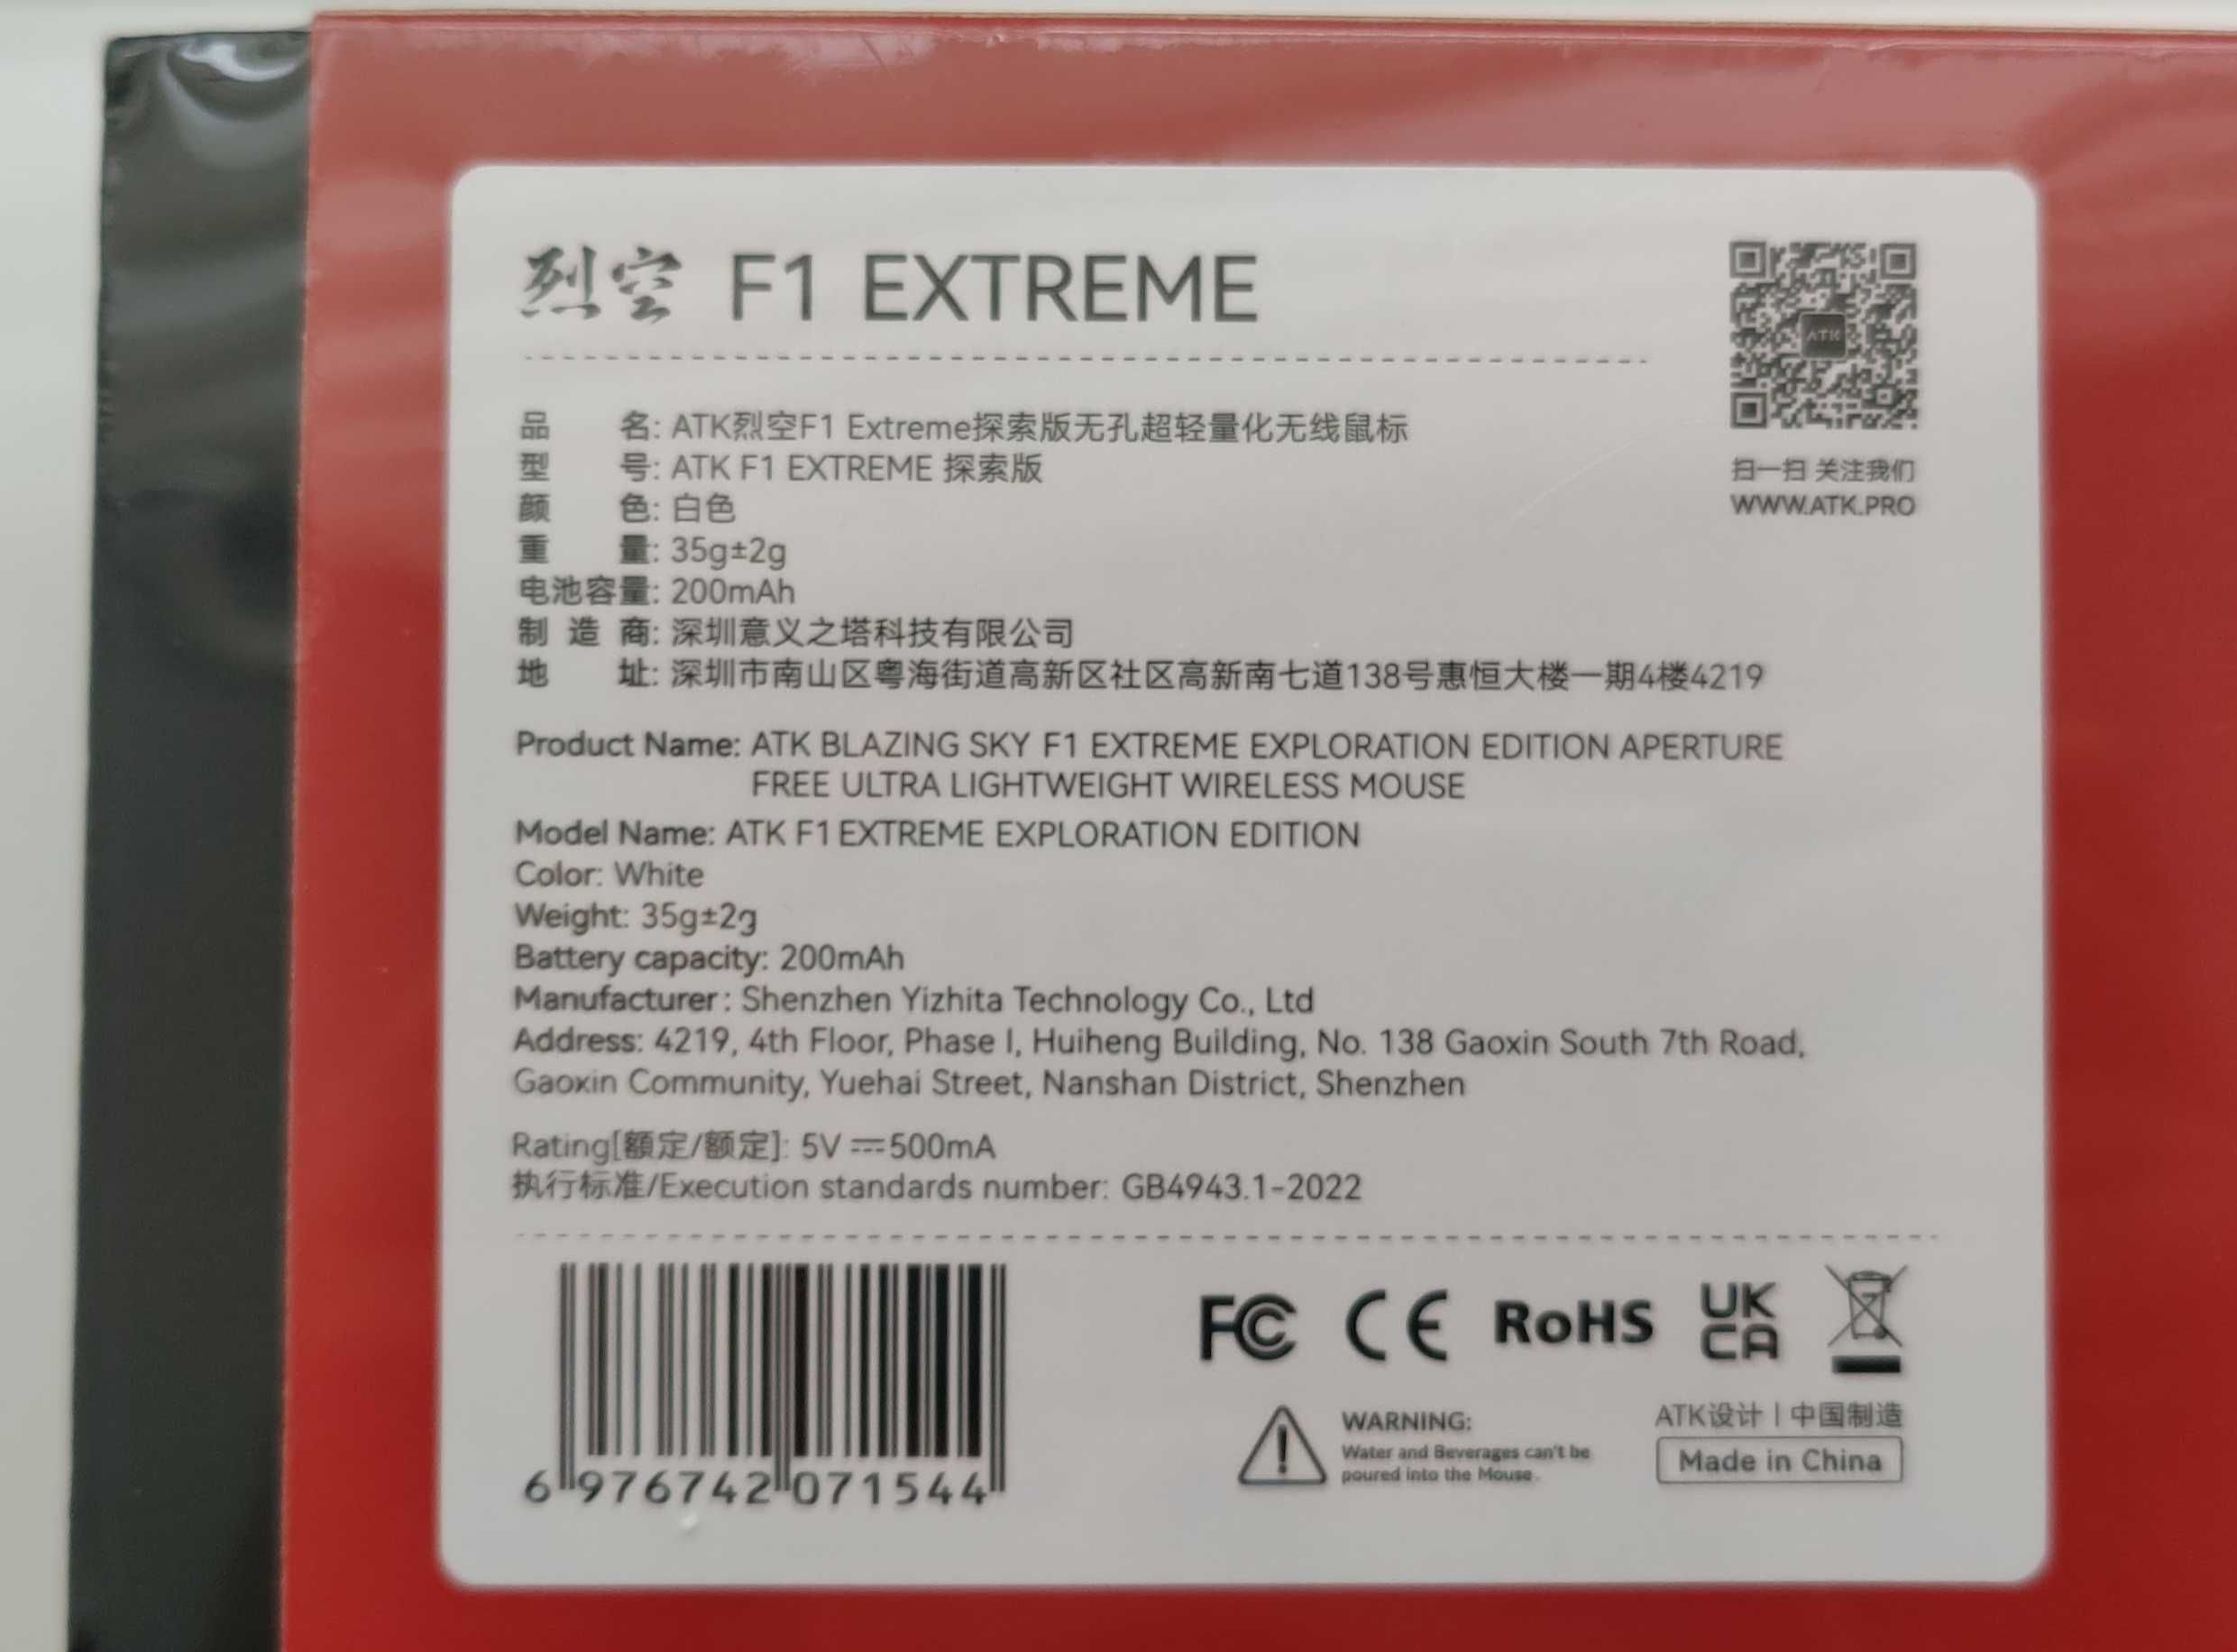 烈空 F1 EXTREME
品 名: ATK烈空F1 Extreme探索版无孔超轻量化无线鼠标
型 号: ATK F1 EXTREME 探索版
颜 色: 白色
重 量: 35g±2g
电池容量: 200mAh
制 造 商: 深圳意义之塔科技有限公司
地 址: 深圳市南山区粤海街道高新区社区高新南七道138号惠恒大楼一期4楼4219
ATK
扫一扫 关注我们
WWW.ATK.PRO
Product Name: ATK BLAZING SKY F1 EXTREME EXPLORATION EDITION APERTURE
FREE ULTRA LIGHTWEIGHT WIRELESS MOUSE
Model Name: ATK F1 EXTREME EXPLORATION EDITION
Color: White
Weight: 35g±2g
Battery capacity: 200mAh
Manufacturer: Shenzhen Yizhita Technology Co., Ltd
Address: 4219, 4th Floor, Phase I, Huiheng Building, No. 138 Gaoxin South 7th Road,
Gaoxin Community, Yuehai Street, Nanshan District, Shenzhen
Rating[額定/额定]: 5V ⎓500mA
执行标准/Execution standards number: GB4943.1-2022
6 976742 071544
FC CE RoHS UK
CA
WARNING:
Water and Beverages can't be
poured into the Mouse.
ATK设计 | 中国制造
Made in China